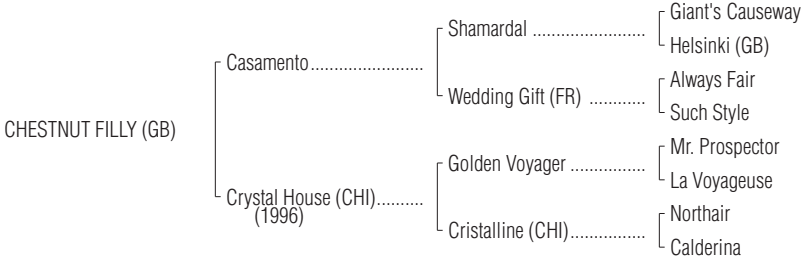 Giant's Causeway
Shamardal ........................
Helsinki (GB)
Casamento........................
Always Fair
Wedding Gift (FR) ............
Such Style
CHESTNUT FILLY (GB)
Mr. Prospector
Golden Voyager ................
La Voyageuse
Crystal House (CHI)..........
(1996)
Northair
Cristalline (CHI)................
Calderina